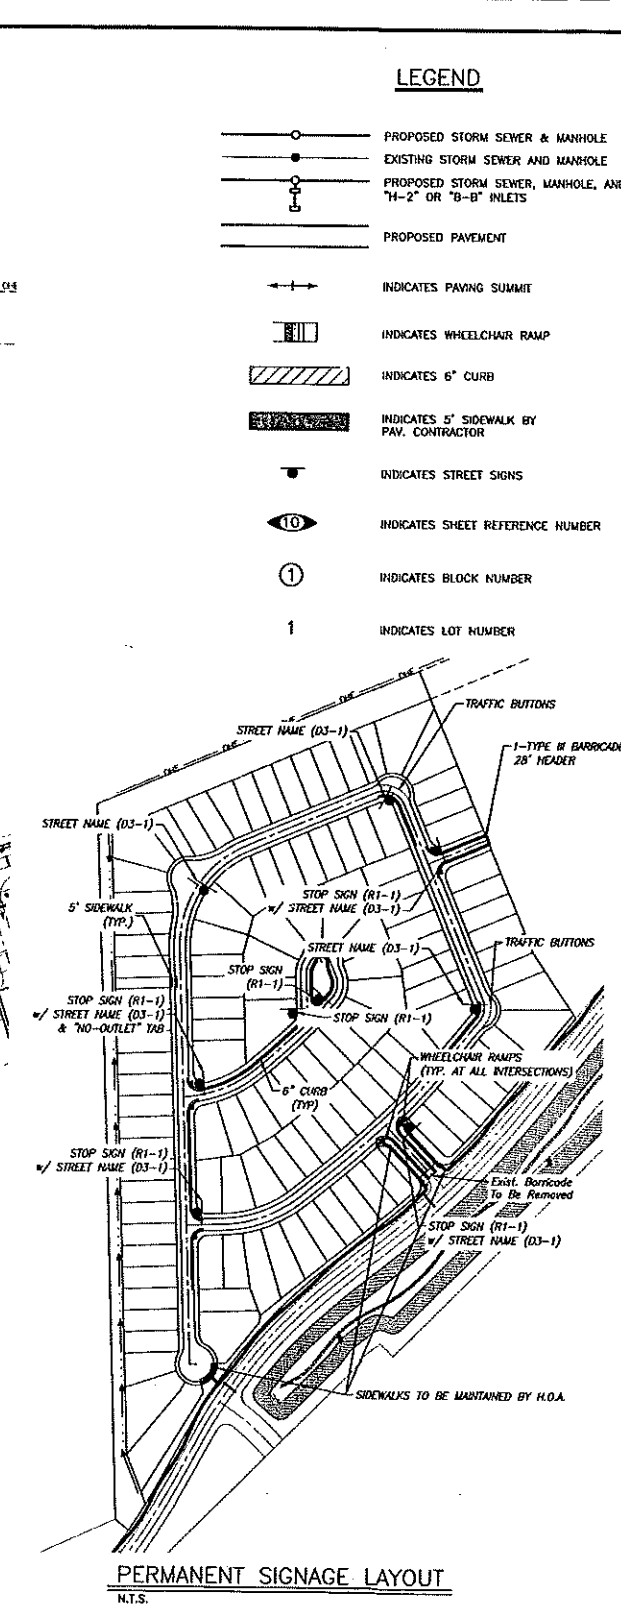 LEGEND
PROPOSED STORM SEWER & MANHOLE
EXISTING STORM SEWER AND MANHOLE
PROPOSED STORM SEWER, MANHOLE, AND
"H-2" OR "B-B" INLETS
PROPOSED PAVEMENT
INDICATES PAVING SUMMIT
INDICATES WHEELCHAIR RAMP
INDICATES 6" CURB
INDICATES 5' SIDEWALK BY
PAV. CONTRACTOR
INDICATES STREET SIGNS
10
INDICATES SHEET REFERENCE NUMBER
1
INDICATES BLOCK NUMBER
1
INDICATES LOT NUMBER
OHE
OHE
OHE
OHE
OHE
TRAFFIC BUTTONS
STREET NAME (D3-1)
1-TYPE III BARRICADE
28' HEADER
STREET NAME (D3-1)
STOP SIGN (R1-1)
w/ STREET NAME (D3-1)
5' SIDEWALK
(TYP.)
STREET NAME (D3-1)
TRAFFIC BUTTONS
STOP SIGN
(R1-1)
STOP SIGN (R1-1)
w/ STREET NAME (D3-1)
& "NO-OUTLET" TAB
STOP SIGN (R1-1)
WHEELCHAIR RAMPS
(TYP. AT ALL INTERSECTIONS)
6" CURB
(TYP)
STOP SIGN (R1-1)
w/ STREET NAME (D3-1)
Exist. Barricade
To Be Removed
STOP SIGN (R1-1)
w/ STREET NAME (D3-1)
SIDEWALKS TO BE MAINTAINED BY H.O.A.
PERMANENT SIGNAGE LAYOUT
N.T.S.